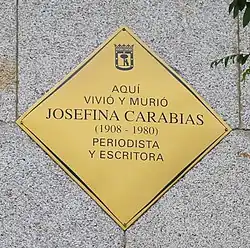 AQUÍ
VIVIÓ Y MURIÓ
JOSEFINA CARABIAS
(1908 - 1980)
PERIODISTA
Y ESCRITORA